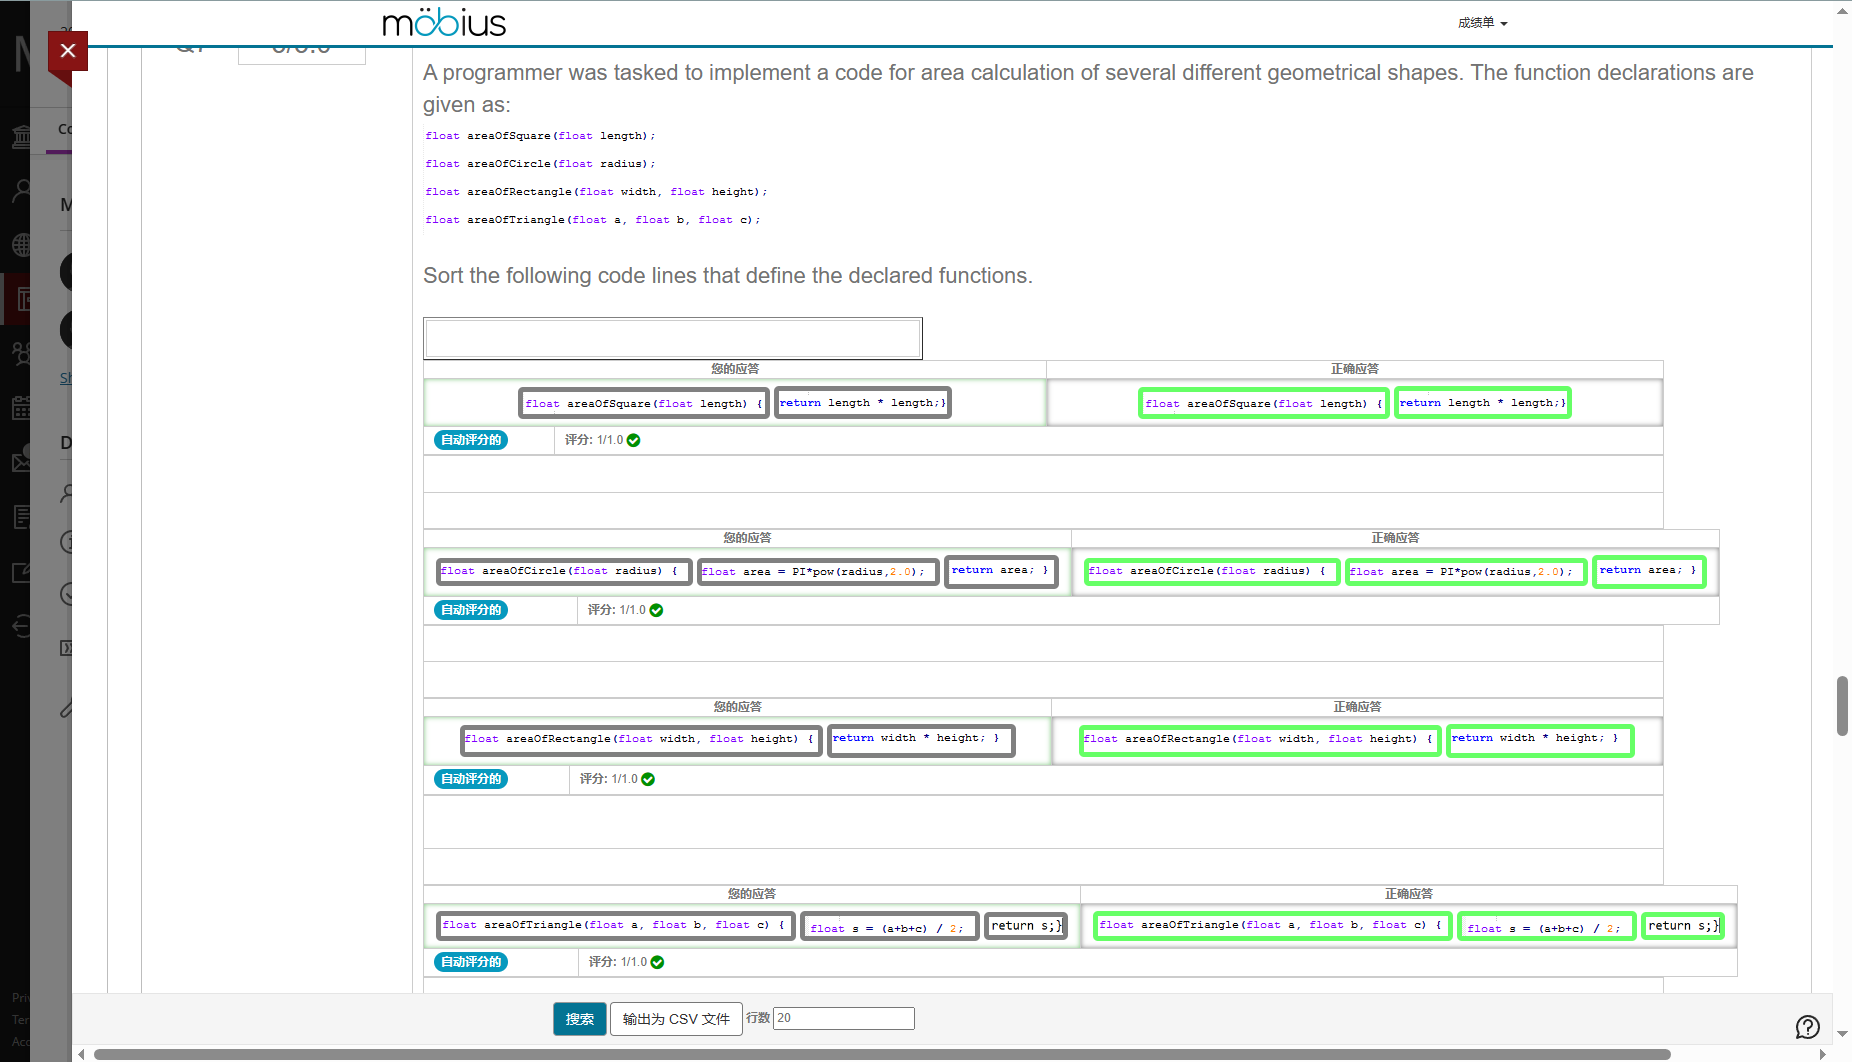 möbius
成绩单
A programmer was tasked to implement a code for area calculation of several different geometrical shapes. The function declarations are
given as:
float areaOfSquare(float length);
float areaOfCircle(float radius);
float areaOfRectangle(float width, float height);
float areaOfTriangle(float a, float b, float c);
Sort the following code lines that define the declared functions.
您的应答 正确应答
float areaOfSquare(float length) { return length * length;} float areaOfSquare(float length) { return length * length;}
自动评分的 评分: 1/1.0
您的应答 正确应答
float areaOfCircle(float radius) { float area = PI*pow(radius,2.0); return area; } float areaOfCircle(float radius) { float area = PI*pow(radius,2.0); return area; }
自动评分的 评分: 1/1.0
您的应答 正确应答
float areaOfRectangle(float width, float height) { return width * height; } float areaOfRectangle(float width, float height) { return width * height; }
自动评分的 评分: 1/1.0
您的应答 正确应答
float areaOfTriangle(float a, float b, float c) { float s = (a+b+c) / 2; return s;} float areaOfTriangle(float a, float b, float c) { float s = (a+b+c) / 2; return s;}
自动评分的 评分: 1/1.0
搜索 输出为 CSV 文件 行数 20